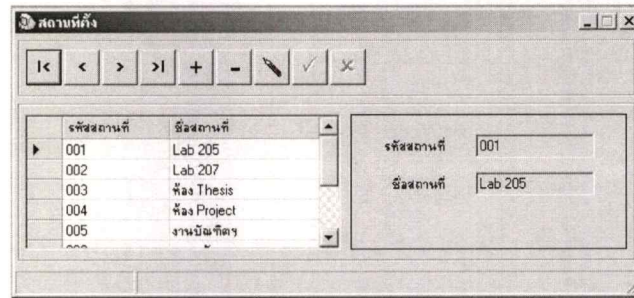 สถานที่ตั้ง
รหัสสถานที่ ชื่อสถานที่
001 Lab 205
002 Lab 207
003 ห้อง Thesis
004 ห้อง Project
005 งานบัณฑิตฯ
รหัสสถานที่ 001
ชื่อสถานที่ Lab 205